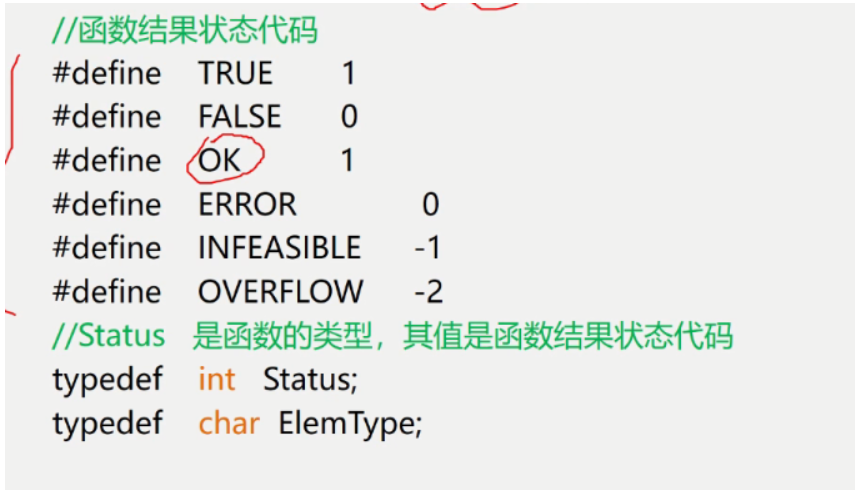 //函数结果状态代码
#define TRUE 1
#define FALSE 0
#define OK 1
#define ERROR 0
#define INFEASIBLE -1
#define OVERFLOW -2
//Status 是函数的类型，其值是函数结果状态代码
typedef int Status;
typedef char ElemType;